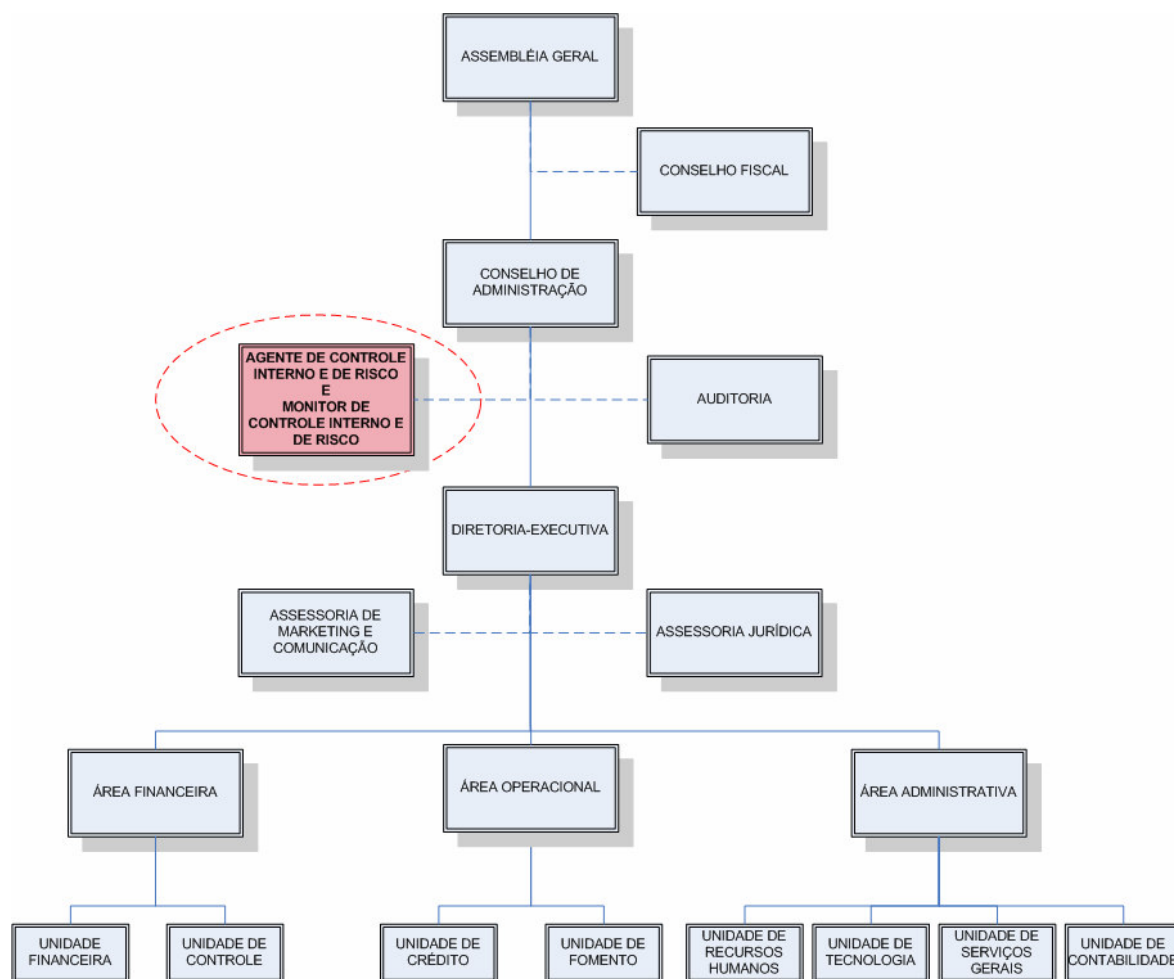 ASSEMBLÉIA GERAL
CONSELHO FISCAL
CONSELHO DE
ADMINISTRAÇÃO
AGENTE DE CONTROLE
INTERNO E DE RISCO
E
MONITOR DE
CONTROLE INTERNO E
DE RISCO
AUDITORIA
DIRETORIA-EXECUTIVA
ASSESSORIA DE
MARKETING E
COMUNICAÇÃO
ASSESSORIA JURÍDICA
ÁREA FINANCEIRA
ÁREA OPERACIONAL
ÁREA ADMINISTRATIVA
UNIDADE
FINANCEIRA
UNIDADE DE
CONTROLE
UNIDADE DE
CRÉDITO
UNIDADE DE
FOMENTO
UNIDADE DE
RECURSOS
HUMANOS
UNIDADE DE
TECNOLOGIA
UNIDADE DE
SERVIÇOS
GERAIS
UNIDADE DE
CONTABILIDADE